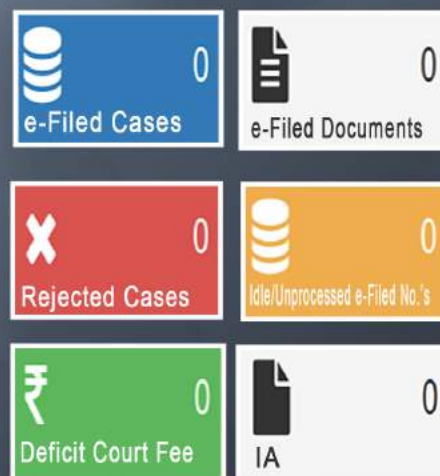 0
e-Filed Cases
0
e-Filed Documents
0
Rejected Cases
0
Idle/Unprocessed e-Filed No.'s
₹
0
Deficit Court Fee
0
IA